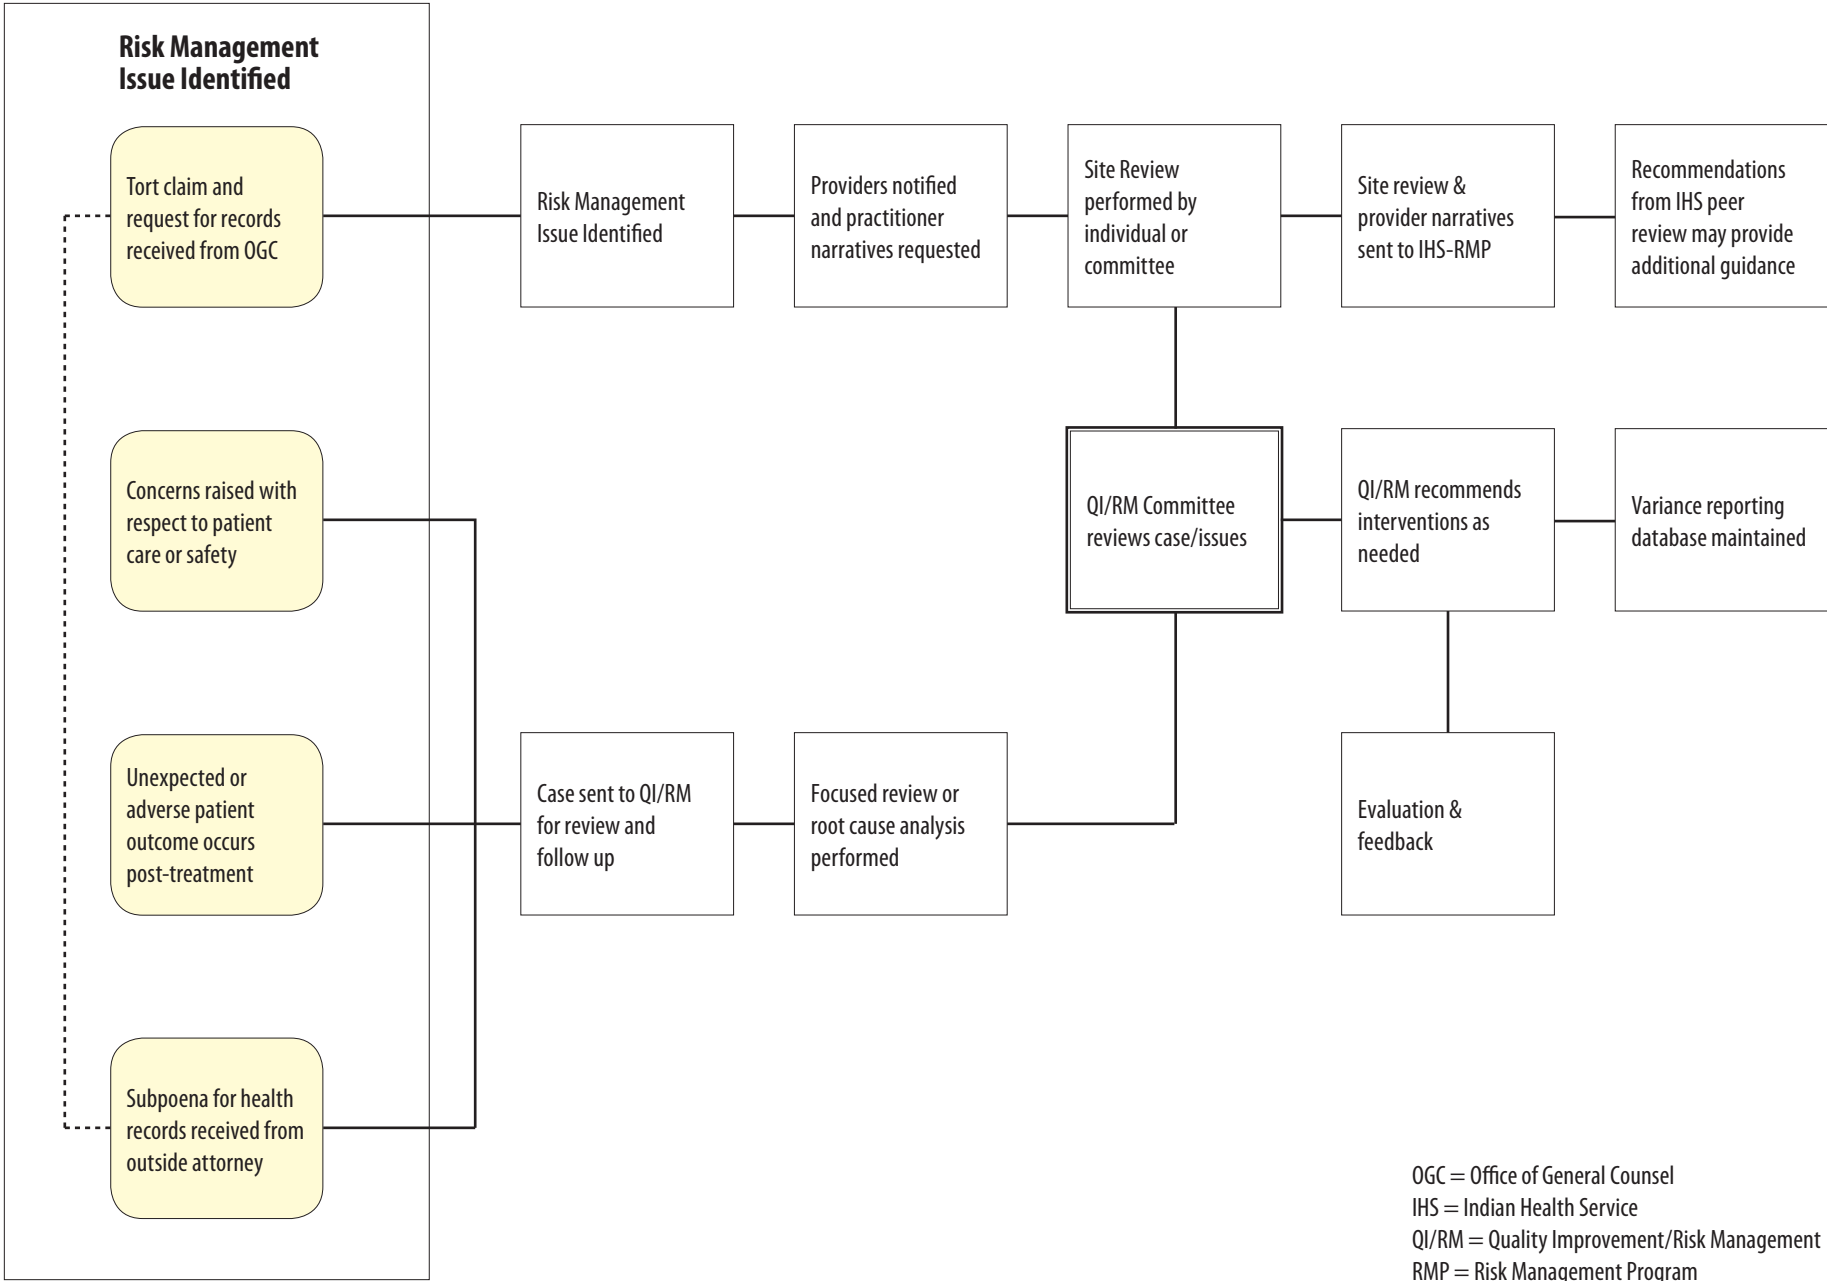 Risk Management
Issue Identified
Tort claim and
request for records
received from OGC
Risk Management
Issue Identified
Providers notified
and practitioner
narratives requested
Site Review
performed by
individual or
committee
Site review &
provider narratives
sent to IHS-RMP
Recommendations
from IHS peer
review may provide
additional guidance
Concerns raised with
respect to patient
care or safety
QI/RM Committee
reviews case/issues
QI/RM recommends
interventions as
needed
Variance reporting
database maintained
Unexpected or
adverse patient
outcome occurs
post-treatment
Case sent to QI/RM
for review and
follow up
Focused review or
root cause analysis
performed
Evaluation &
feedback
Subpoena for health
records received from
outside attorney
OGC = Office of General Counsel
IHS = Indian Health Service
QI/RM = Quality Improvement/Risk Management
RMP = Risk Management Program